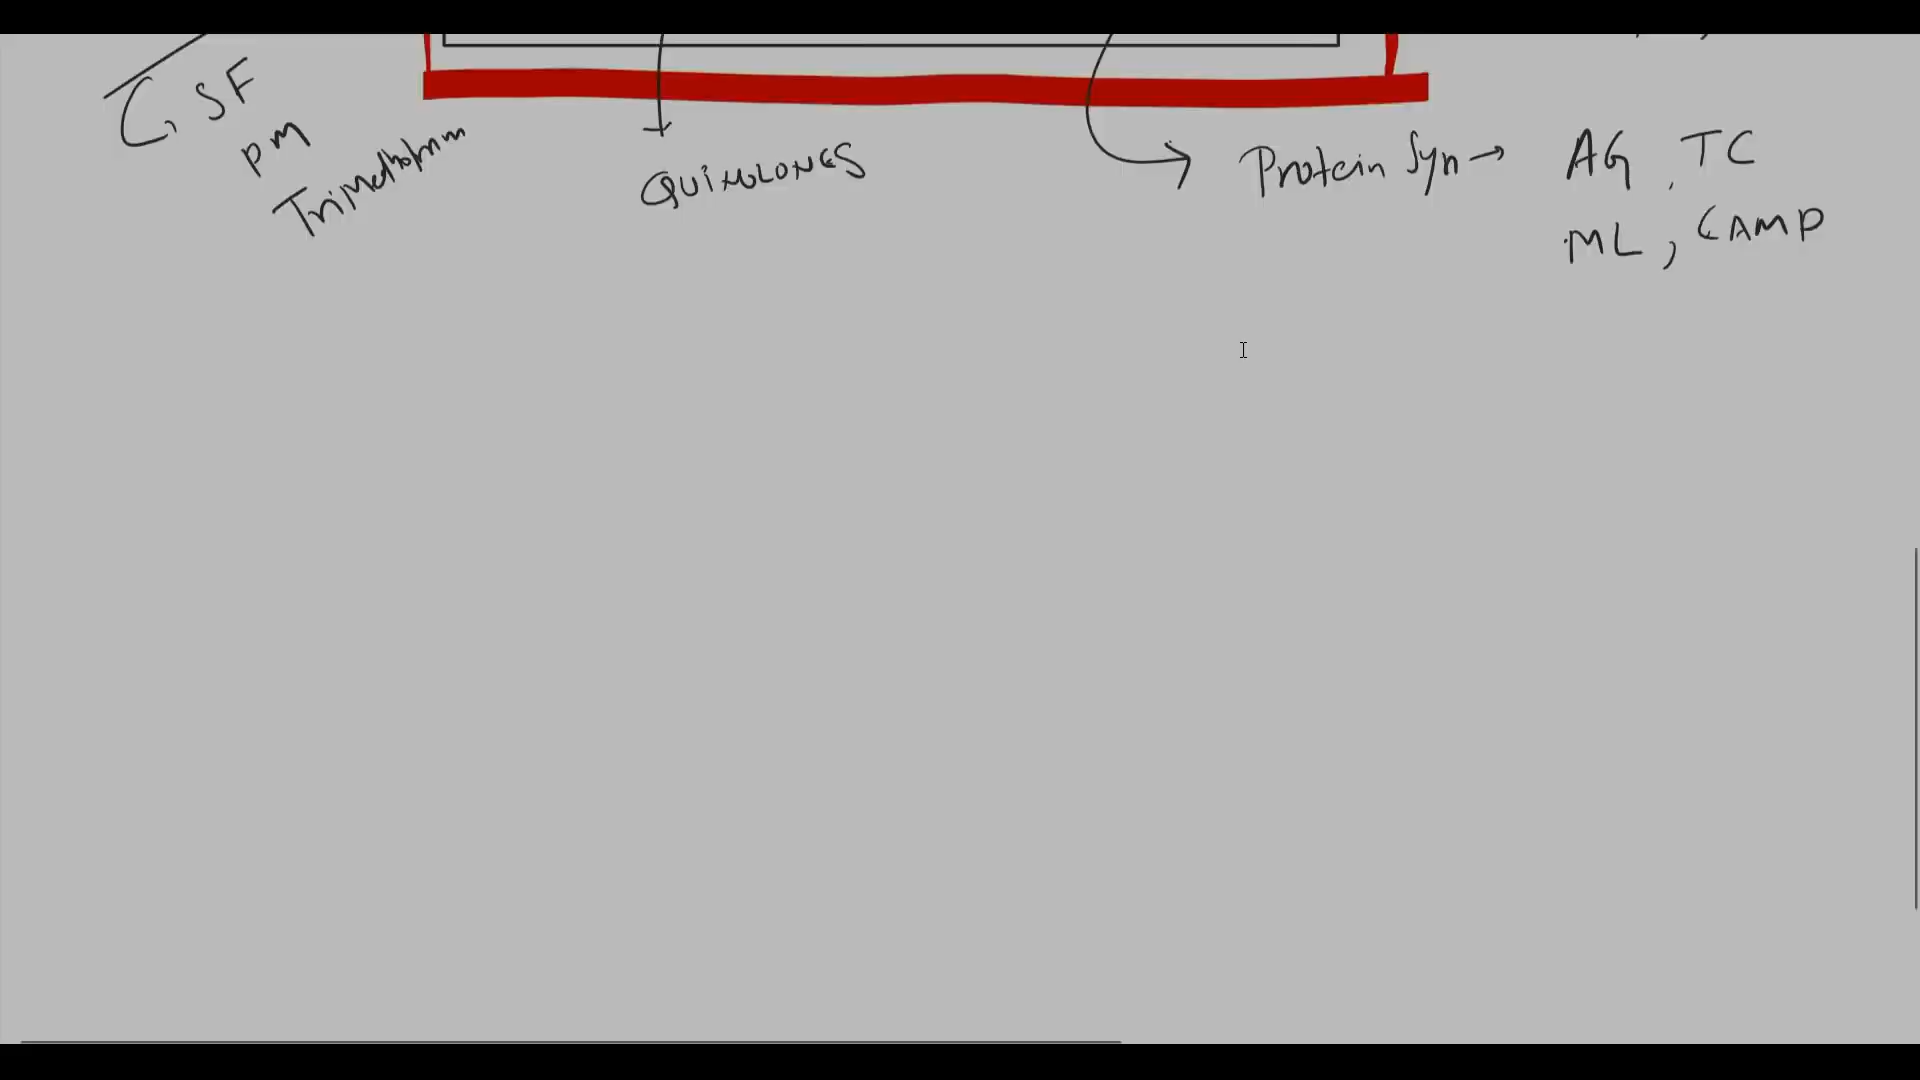 C, SF
PM
Trimethoprim
QUINOLONES
Protein Syn → AG, TC
ML, CAMP